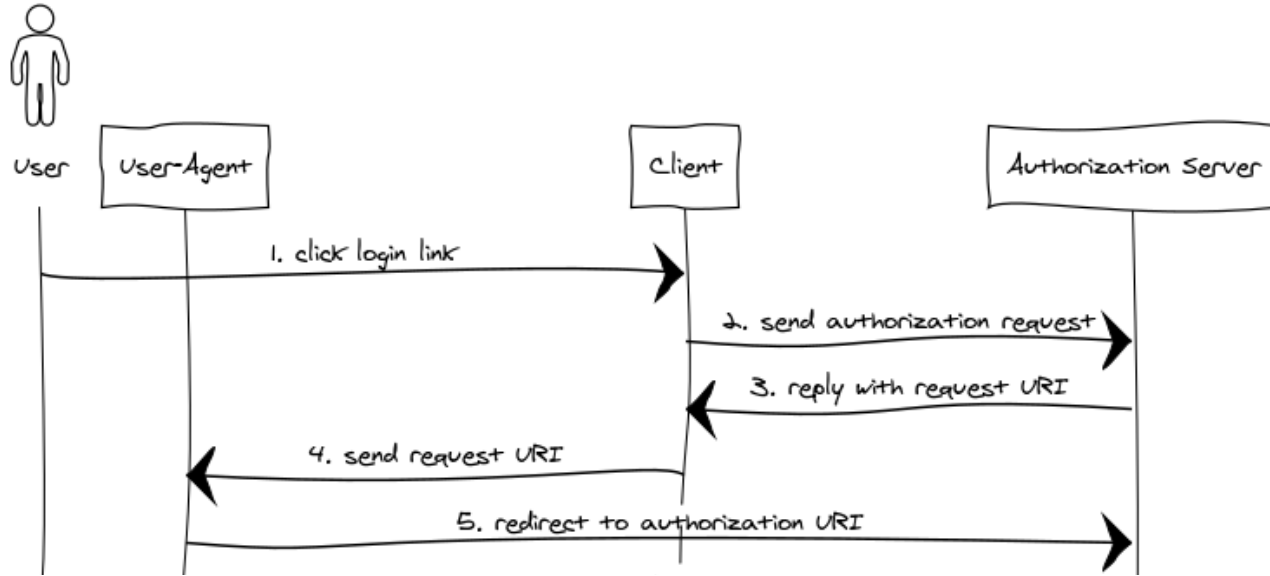 User
User-Agent
Client
Authorization Server
1. click login link
2. send authorization request
3. reply with request URI
4. send request URI
5. redirect to authorization URI